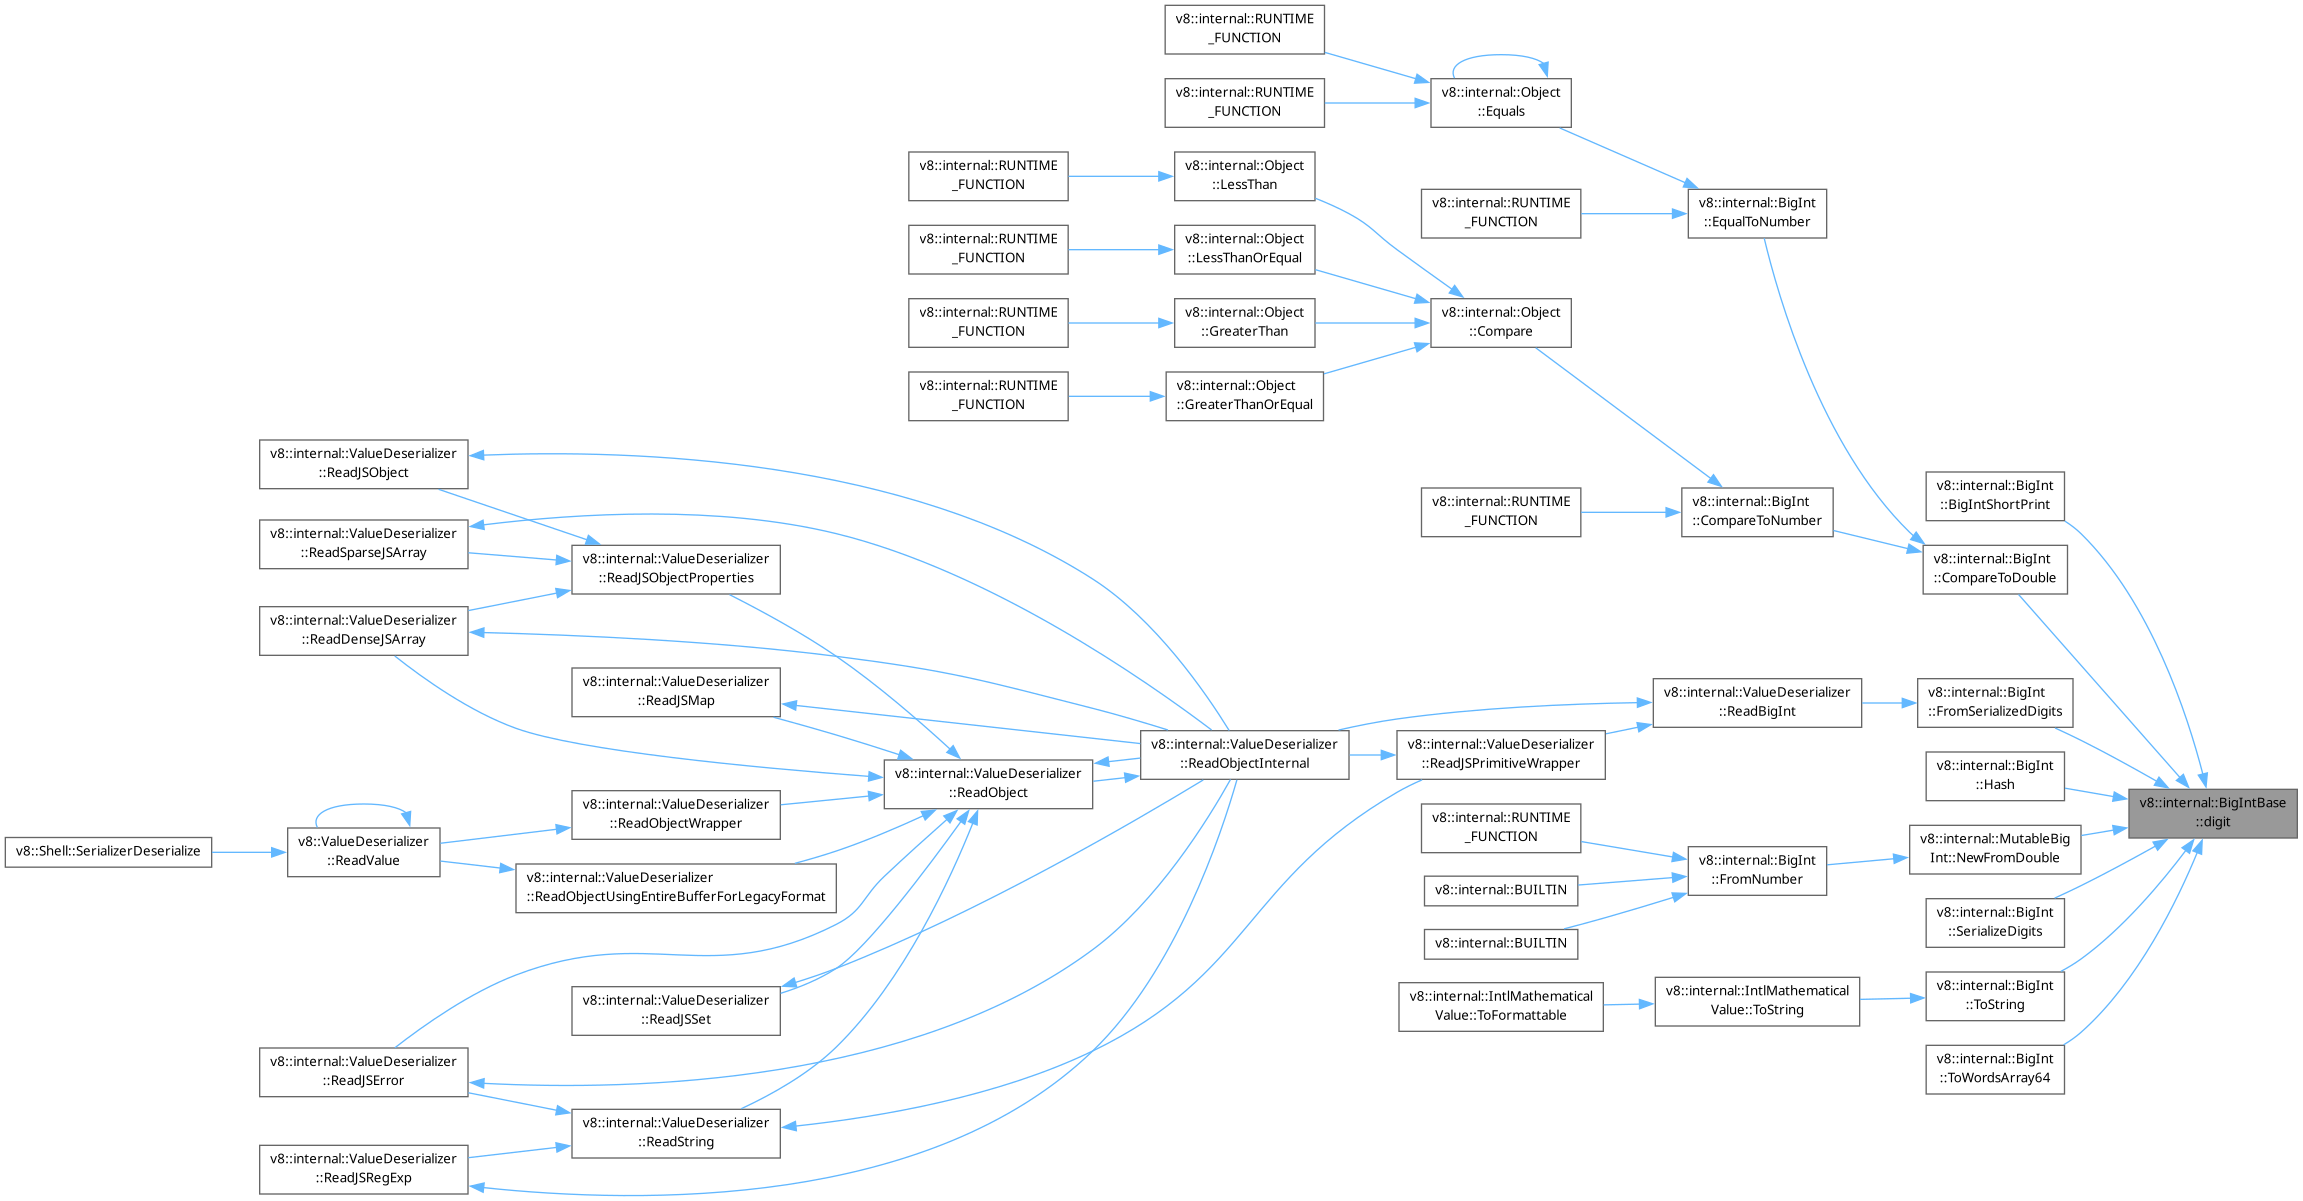 v8::internal::RUNTIME
_FUNCTION
v8::internal::RUNTIME
_FUNCTION
v8::internal::Object
::Equals
v8::internal::RUNTIME
_FUNCTION
v8::internal::Object
::LessThan
v8::internal::RUNTIME
_FUNCTION
v8::internal::BigInt
::EqualToNumber
v8::internal::RUNTIME
_FUNCTION
v8::internal::Object
::LessThanOrEqual
v8::internal::RUNTIME
_FUNCTION
v8::internal::Object
::GreaterThan
v8::internal::Object
::Compare
v8::internal::RUNTIME
_FUNCTION
v8::internal::Object
::GreaterThanOrEqual
v8::internal::ValueDeserializer
::ReadJSObject
v8::internal::RUNTIME
_FUNCTION
v8::internal::BigInt
::CompareToNumber
v8::internal::BigInt
::BigIntShortPrint
v8::internal::ValueDeserializer
::ReadSparseJSArray
v8::internal::ValueDeserializer
::ReadJSObjectProperties
v8::internal::BigInt
::CompareToDouble
v8::internal::ValueDeserializer
::ReadDenseJSArray
v8::internal::ValueDeserializer
::ReadJSMap
v8::internal::ValueDeserializer
::ReadBigInt
v8::internal::BigInt
::FromSerializedDigits
v8::internal::ValueDeserializer
::ReadObjectInternal
v8::internal::ValueDeserializer
::ReadJSPrimitiveWrapper
v8::internal::ValueDeserializer
::ReadObject
v8::internal::BigInt
::Hash
v8::internal::BigIntBase
::digit
v8::internal::ValueDeserializer
::ReadObjectWrapper
v8::internal::RUNTIME
_FUNCTION
v8::Shell::SerializerDeserialize
v8::ValueDeserializer
::ReadValue
v8::internal::MutableBig
Int::NewFromDouble
v8::internal::BigInt
::FromNumber
v8::internal::ValueDeserializer
::ReadObjectUsingEntireBufferForLegacyFormat
v8::internal::BUILTIN
v8::internal::BigInt
::SerializeDigits
v8::internal::BUILTIN
v8::internal::ValueDeserializer
::ReadJSSet
v8::internal::IntlMathematical
Value::ToFormattable
v8::internal::IntlMathematical
Value::ToString
v8::internal::BigInt
::ToString
v8::internal::ValueDeserializer
::ReadJSError
v8::internal::BigInt
::ToWordsArray64
v8::internal::ValueDeserializer
::ReadString
v8::internal::ValueDeserializer
::ReadJSRegExp